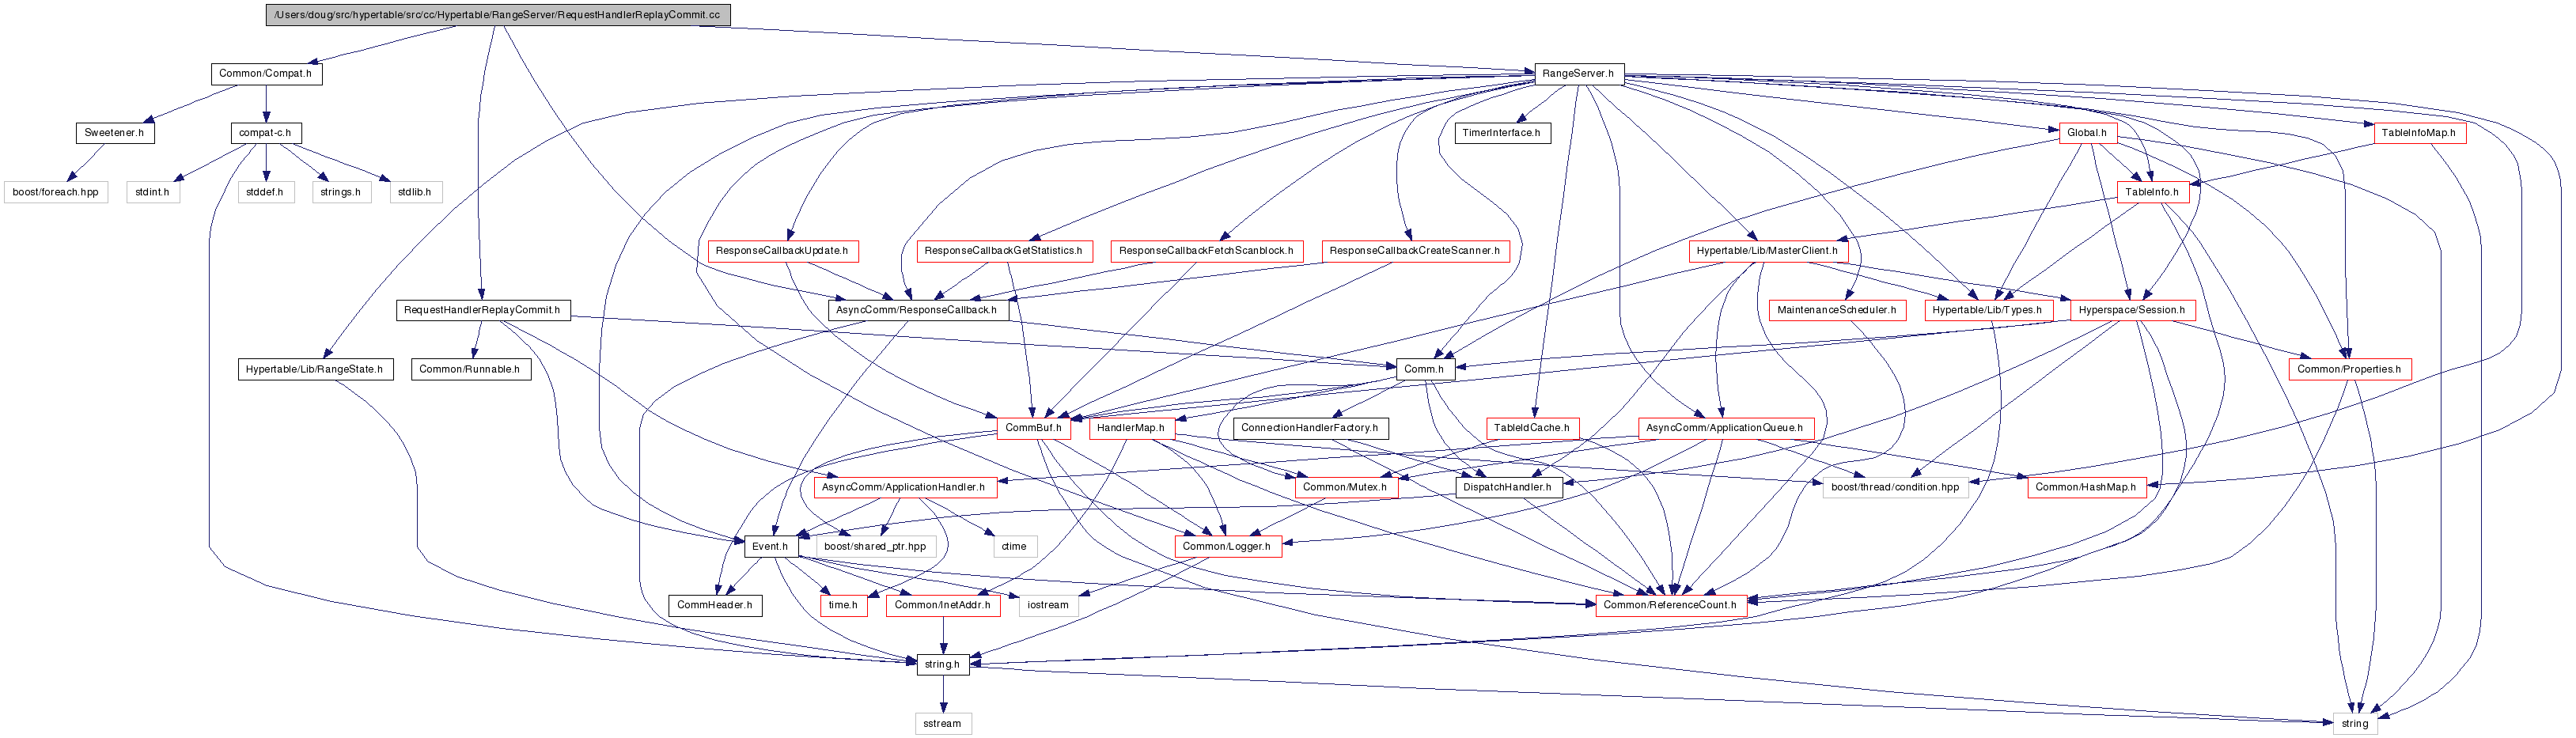 /Users/doug/src/hypertable/src/cc/Hypertable/RangeServer/RequestHandlerReplayCommit.cc
Common/Compat.h
RangeServer.h
Sweetener.h
compat-c.h
TimerInterface.h
Global.h
TableInfoMap.h
boost/foreach.hpp
stdint.h
stddef.h
strings.h
stdlib.h
TableInfo.h
ResponseCallbackUpdate.h
ResponseCallbackGetStatistics.h
ResponseCallbackFetchScanblock.h
ResponseCallbackCreateScanner.h
Hypertable/Lib/MasterClient.h
RequestHandlerReplayCommit.h
AsyncComm/ResponseCallback.h
MaintenanceScheduler.h
Hypertable/Lib/Types.h
Hyperspace/Session.h
Hypertable/Lib/RangeState.h
Common/Runnable.h
Comm.h
Common/Properties.h
CommBuf.h
HandlerMap.h
ConnectionHandlerFactory.h
TableIdCache.h
AsyncComm/ApplicationQueue.h
AsyncComm/ApplicationHandler.h
Common/Mutex.h
DispatchHandler.h
boost/thread/condition.hpp
Common/HashMap.h
Event.h
boost/shared_ptr.hpp
ctime
Common/Logger.h
CommHeader.h
time.h
Common/InetAddr.h
iostream
Common/ReferenceCount.h
string.h
sstream
string